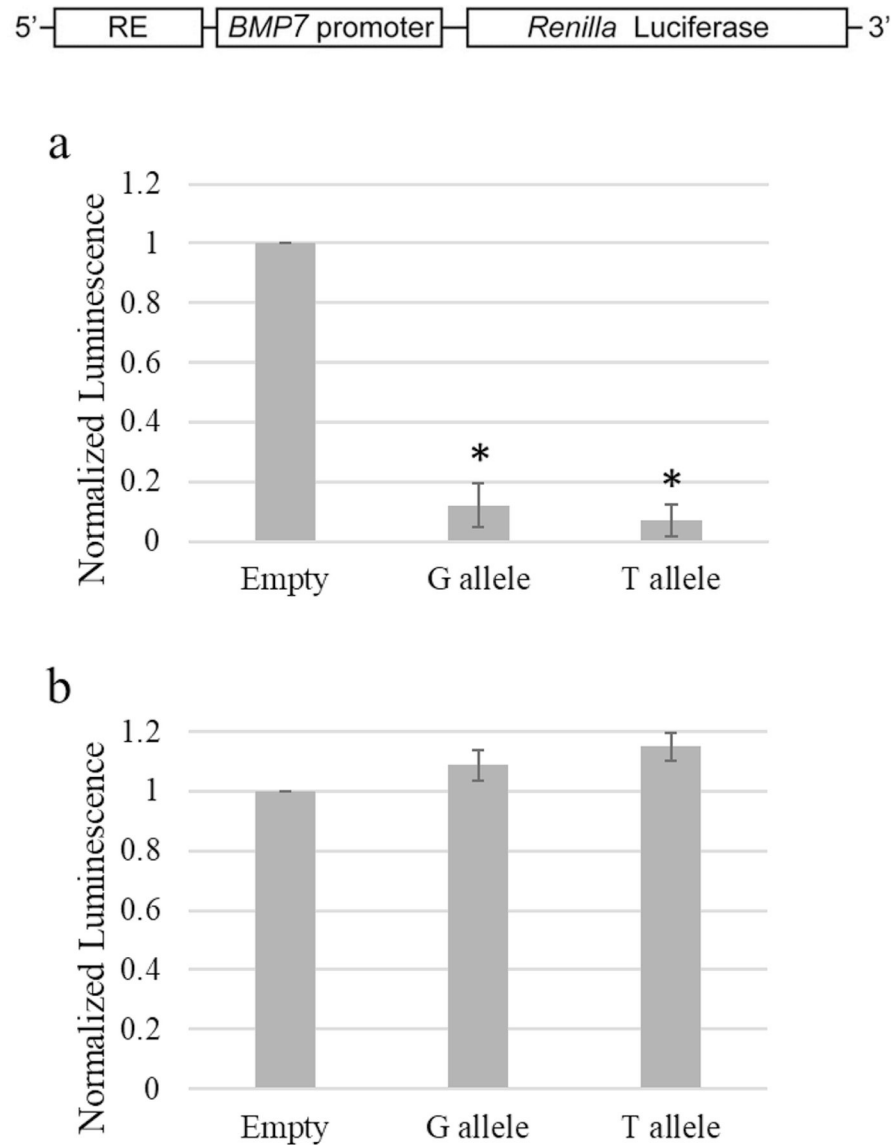 5' RE BMP7 promoter Renilla Luciferase 3'
a
Normalized Luminescence
1.2
1
0.8
0.6
0.4
0.2
0
*
*
Empty G allele T allele
b
Normalized Luminescence
1.2
1
0.8
0.6
0.4
0.2
0
Empty G allele T allele